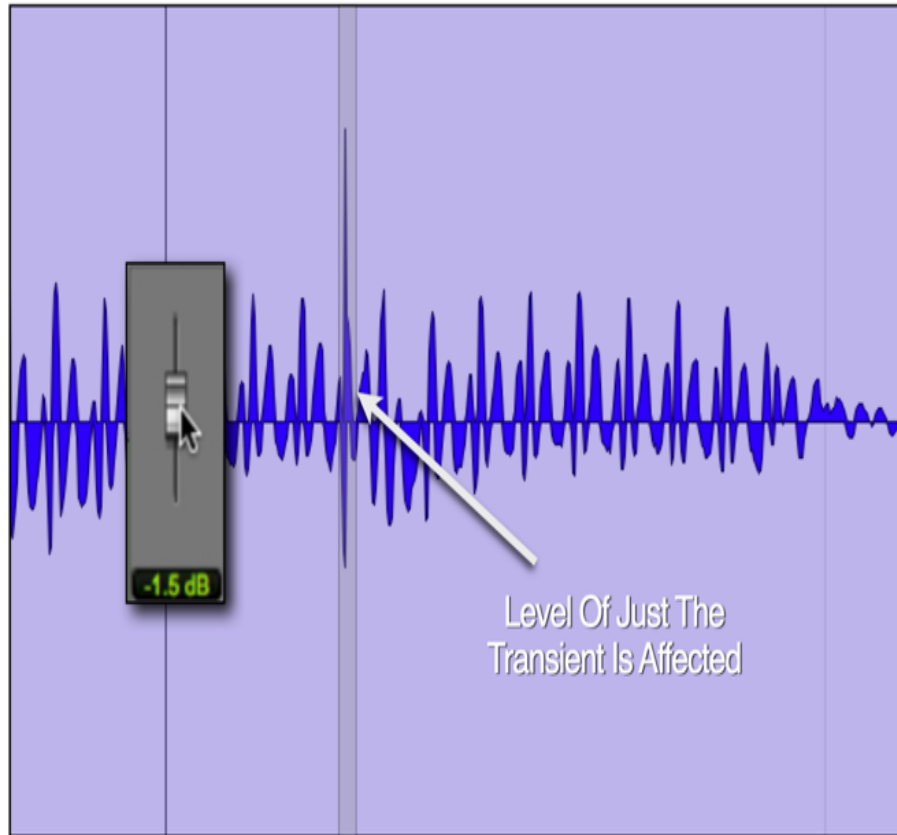 -1.5 dB
Level Of Just The
Transient Is Affected